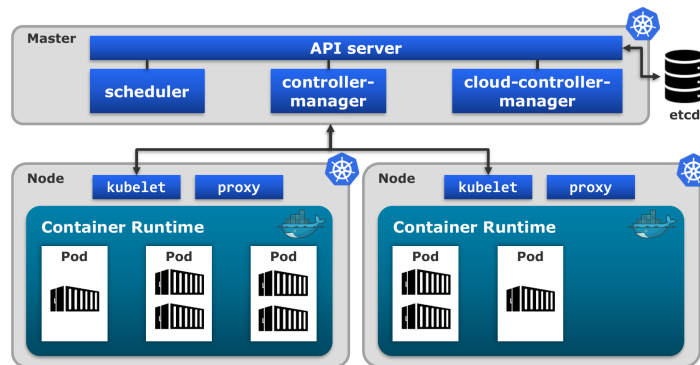 Master
API server
scheduler
controller-
manager
cloud-controller-
manager
etcd
Node
kubelet
proxy
Container Runtime
Pod
Pod
Pod
Node
kubelet
proxy
Container Runtime
Pod
Pod